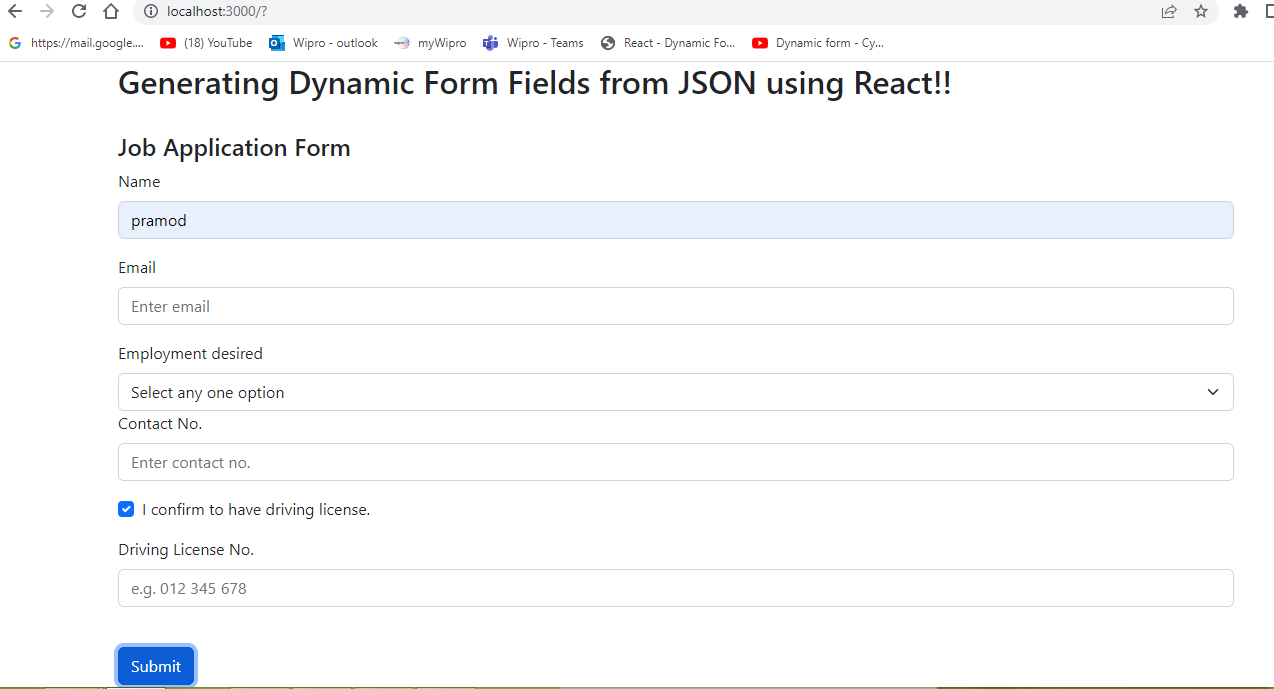 localhost:3000/?
https://mail.google.... (18) YouTube Wipro - outlook myWipro Wipro - Teams React - Dynamic Fo... Dynamic form - Cy...
Generating Dynamic Form Fields from JSON using React!!
Job Application Form
Name
pramod
Email
Enter email
Employment desired
Select any one option
Contact No.
Enter contact no.
I confirm to have driving license.
Driving License No.
e.g. 012 345 678
Submit